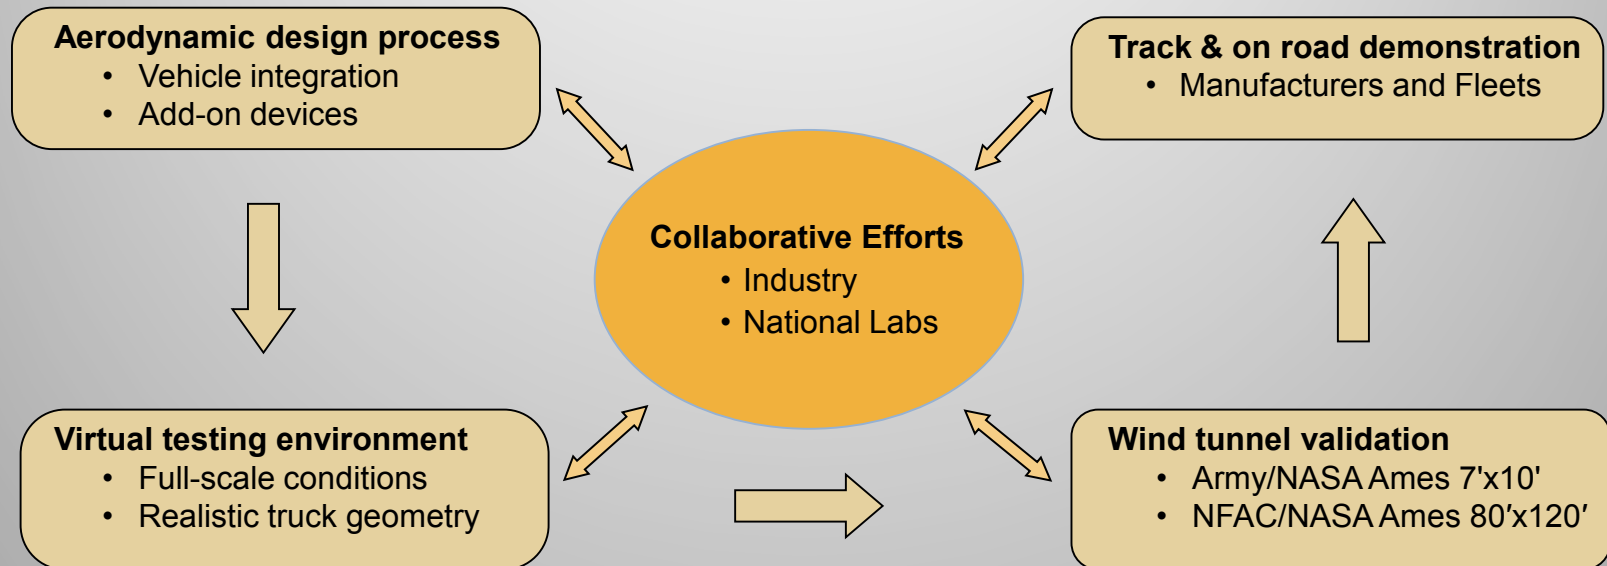 Aerodynamic design process
• Vehicle integration
• Add-on devices
Track & on road demonstration
• Manufacturers and Fleets
Collaborative Efforts
• Industry
• National Labs
Virtual testing environment
• Full-scale conditions
• Realistic truck geometry
Wind tunnel validation
• Army/NASA Ames 7'x10'
• NFAC/NASA Ames 80′x120′